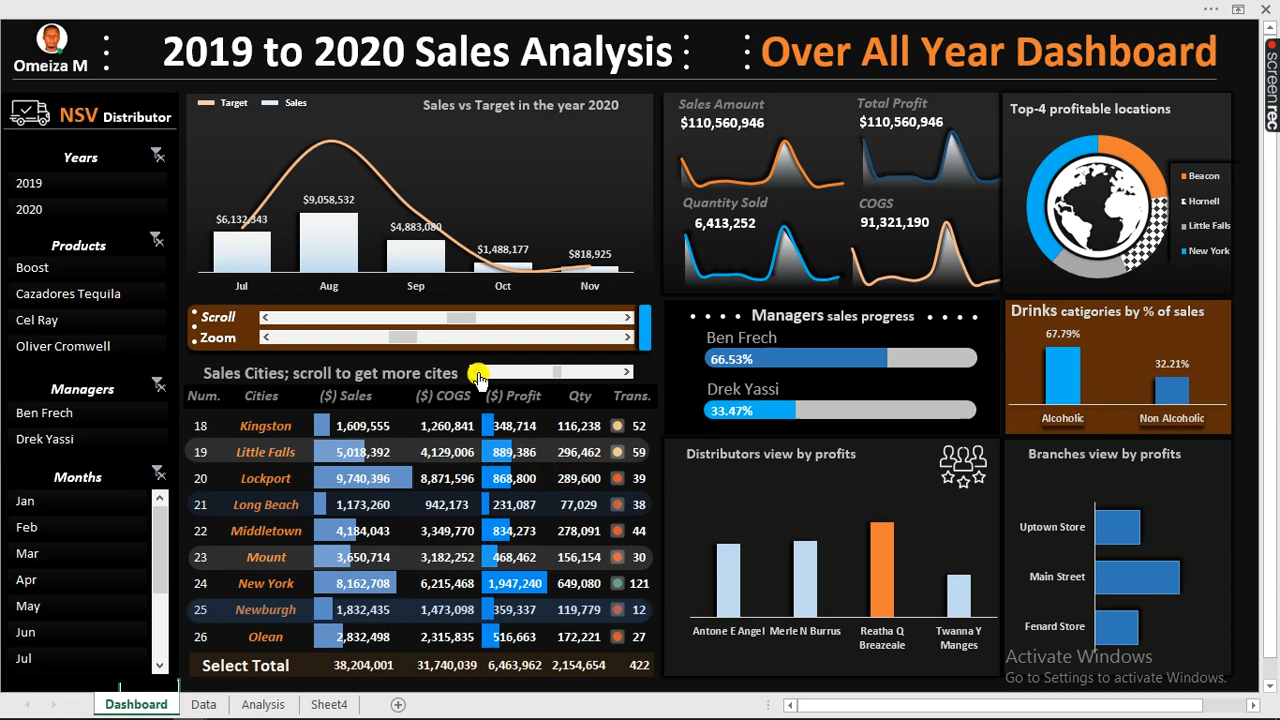 Omeiza M
2019 to 2020 Sales Analysis
Over All Year Dashboard
NSV Distributor
Years
2019
2020
Products
Boost
Cazadores Tequila
Cel Ray
Oliver Cromwell
Managers
Ben Frech
Drek Yassi
Months
Jan
Feb
Mar
Apr
May
Jun
Jul
Target Sales
Sales vs Target in the year 2020
$6,132,343
$9,058,532
$4,883,080
$1,488,177
$818,925
Jul Aug Sep Oct Nov
Scroll
Zoom
Sales Cities; scroll to get more cites
Num. Cities ($) Sales ($) COGS ($) Profit Qty Trans.
18 Kingston 1,609,555 1,260,841 348,714 116,238 52
19 Little Falls 5,018,392 4,129,006 889,386 296,462 59
20 Lockport 9,740,396 8,871,596 868,800 289,600 39
21 Long Beach 1,173,260 942,173 231,087 77,029 38
22 Middletown 4,184,043 3,349,770 834,273 278,091 44
23 Mount 3,650,714 3,182,252 468,462 156,154 30
24 New York 8,162,708 6,215,468 1,947,240 649,080 121
25 Newburgh 1,832,435 1,473,098 359,337 119,779 12
26 Olean 2,832,498 2,315,835 516,663 172,221 27
Select Total 38,204,001 31,740,039 6,463,962 2,154,654 422
Sales Amount
$110,560,946
Total Profit
$110,560,946
Quantity Sold
6,413,252
COGS
91,321,190
Top-4 profitable locations
Beacon
Hornell
Little Falls
New York
Managers sales progress
Ben Frech
66.53%
Drek Yassi
33.47%
Drinks catigories by % of sales
67.79%
32.21%
Alcoholic Non Alcoholic
Distributors view by profits
Antone E Angel Merle N Burrus Reatha Q Breazeale Twanna Y Manges
Branches view by profits
Uptown Store
Main Street
Fenard Store
Activate Windows
Go to Settings to activate Windows.
screenrec
Dashboard Data Analysis Sheet4